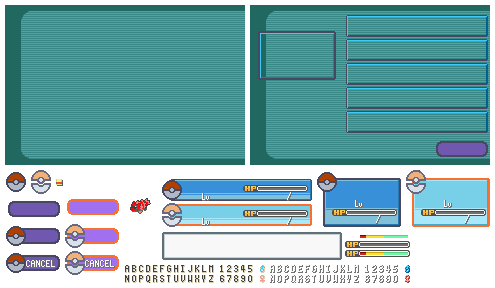 Lv HP /
Lv HP /
Lv HP /
Lv HP /
HP
HP
CANCEL CANCEL
ABCDEFGHIJKLM 12345 ♂ ABCDEFGHIJKLM 12345 ♂
NOPQRSTUVWXYZ 67890 ♀ NOPQRSTUVWXYZ 67890 ♀